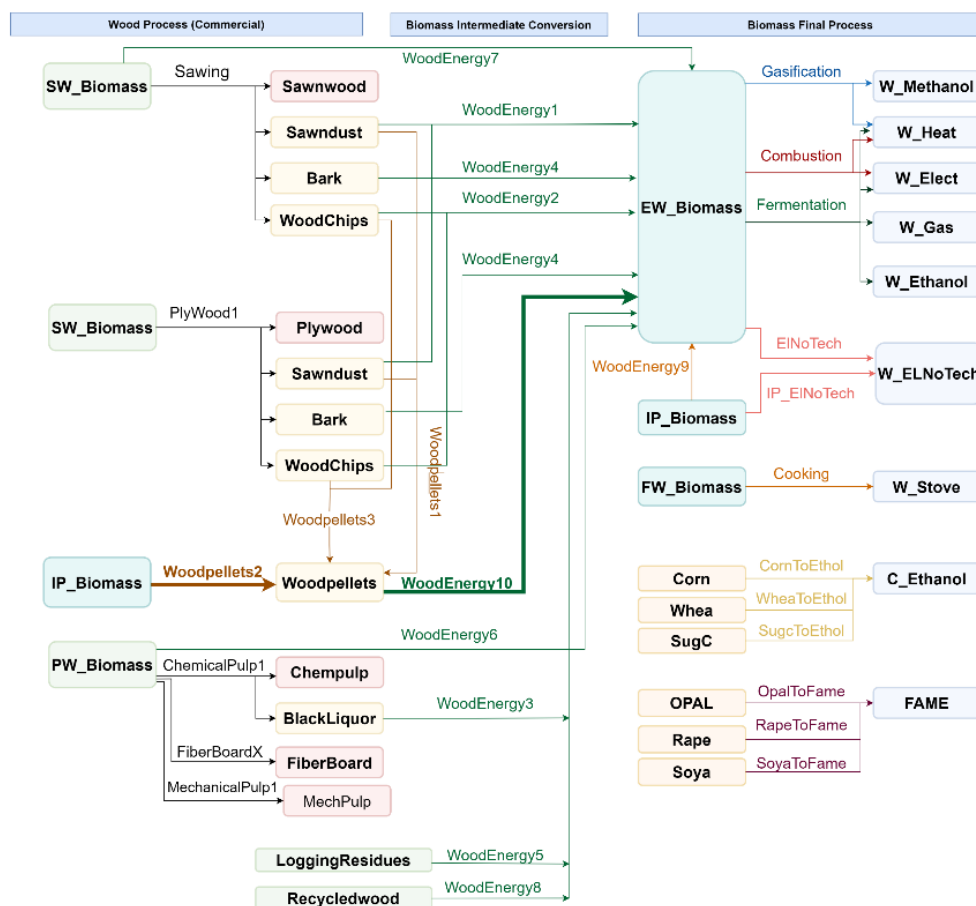 Wood Process (Commercial)
Biomass Intermediate Conversion
Biomass Final Process
WoodEnergy7
SW_Biomass
Sawing
Sawnwood
Sawndust
Bark
WoodChips
WoodEnergy1
WoodEnergy4
WoodEnergy2
WoodEnergy4
EW_Biomass
Gasification
Combustion
Fermentation
W_Methanol
W_Heat
W_Elect
W_Gas
W_Ethanol
SW_Biomass
PlyWood1
Plywood
Sawndust
Bark
WoodChips
Woodpellets1
Woodpellets3
WoodEnergy9
ElNoTech
IP_ElNoTech
W_ELNoTech
IP_Biomass
FW_Biomass
Cooking
W_Stove
IP_Biomass
Woodpellets2
Woodpellets
WoodEnergy10
Corn
CornToEthol
C_Ethanol
Whea
WheaToEthol
SugC
SugcToEthol
WoodEnergy6
PW_Biomass
ChemicalPulp1
Chempulp
BlackLiquor
WoodEnergy3
FiberBoardX
FiberBoard
MechanicalPulp1
MechPulp
OPAL
OpalToFame
FAME
Rape
RapeToFame
Soya
SoyaToFame
LoggingResidues
WoodEnergy5
Recycledwood
WoodEnergy8